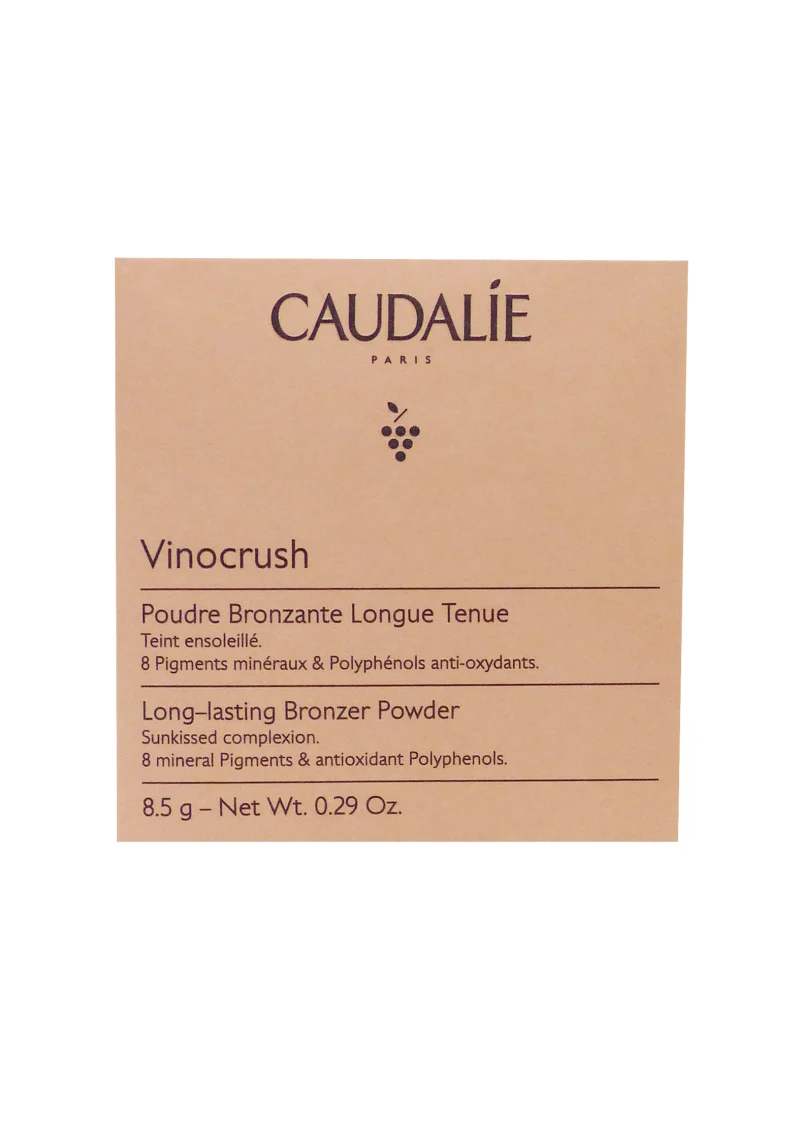 CAUDALÍE
PARIS
Vinocrush
Poudre Bronzante Longue Tenue
Teint ensoleillé.
8 Pigments minéraux & Polyphénols anti-oxydants.
Long-lasting Bronzer Powder
Sunkissed complexion.
8 mineral Pigments & antioxidant Polyphenols.
8.5 g – Net Wt. 0.29 Oz.